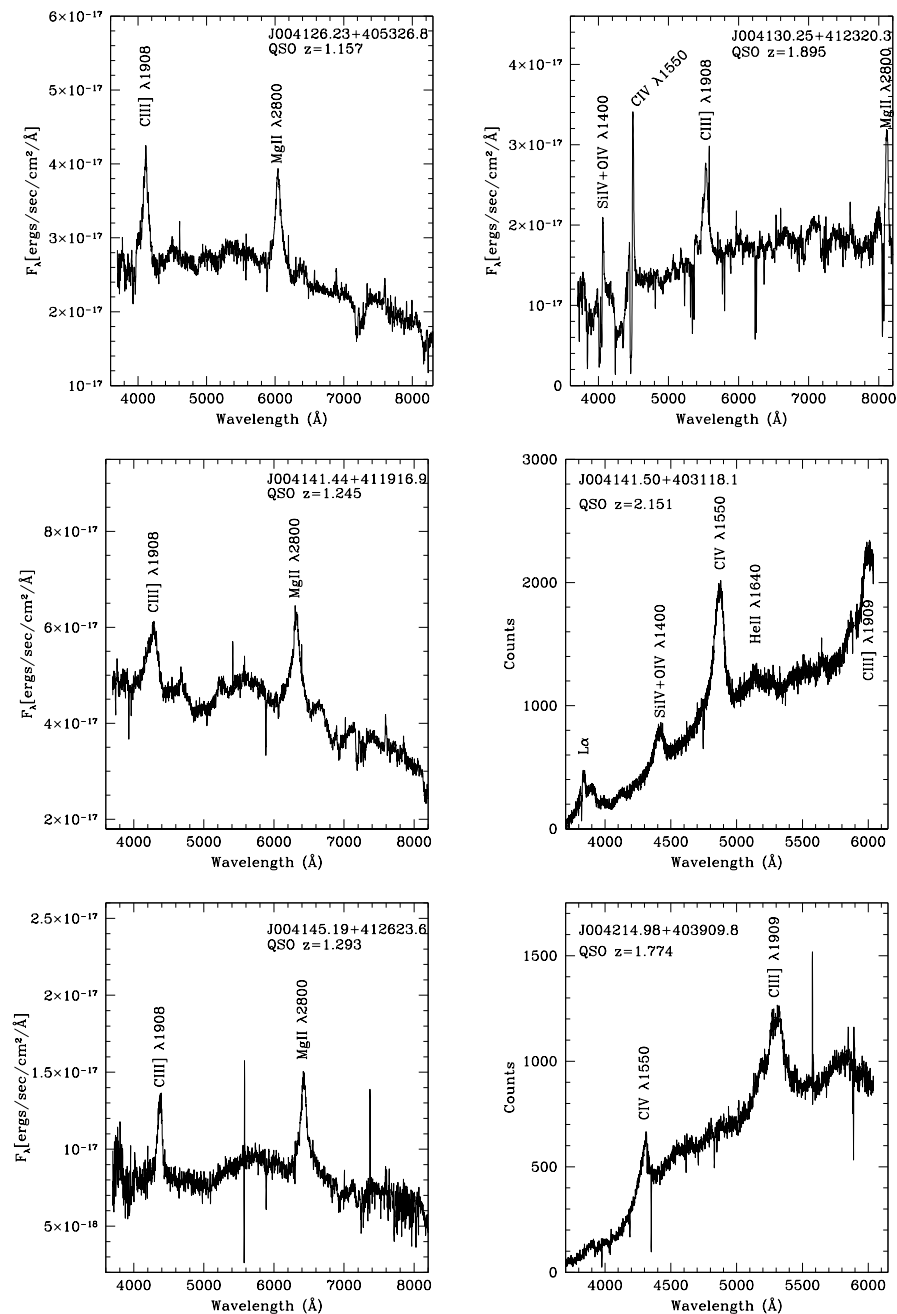 J004126.23+405326.8
QSO z=1.157
CIII] λ1908
MgII λ2800
6×10⁻¹⁷
5×10⁻¹⁷
4×10⁻¹⁷
3×10⁻¹⁷
2×10⁻¹⁷
10⁻¹⁷
F_λ[ergs/sec/cm²/Å]
4000 5000 6000 7000 8000
Wavelength (Å)
J004130.25+412320.3
QSO z=1.895
SiIV+OIV λ1400
CIV λ1550
CIII] λ1908
MgII λ2800
4×10⁻¹⁷
3×10⁻¹⁷
2×10⁻¹⁷
10⁻¹⁷
0
F_λ[ergs/sec/cm²/Å]
4000 5000 6000 7000 8000
Wavelength (Å)
J004141.44+411916.9
QSO z=1.245
CIII] λ1908
MgII λ2800
8×10⁻¹⁷
6×10⁻¹⁷
4×10⁻¹⁷
2×10⁻¹⁷
F_λ[ergs/sec/cm²/Å]
4000 5000 6000 7000 8000
Wavelength (Å)
J004141.50+403118.1
QSO z=2.151
Lα
SiIV+OIV λ1400
CIV λ1550
HeII λ1640
CIII] λ1909
3000
2000
1000
0
Counts
4000 4500 5000 5500 6000
Wavelength (Å)
J004145.19+412623.6
QSO z=1.293
CIII] λ1908
MgII λ2800
2.5×10⁻¹⁷
2×10⁻¹⁷
1.5×10⁻¹⁷
10⁻¹⁷
5×10⁻¹⁸
F_λ[ergs/sec/cm²/Å]
4000 5000 6000 7000 8000
Wavelength (Å)
J004214.98+403909.8
QSO z=1.774
CIV λ1550
CIII] λ1909
1500
1000
500
0
Counts
4000 4500 5000 5500 6000
Wavelength (Å)